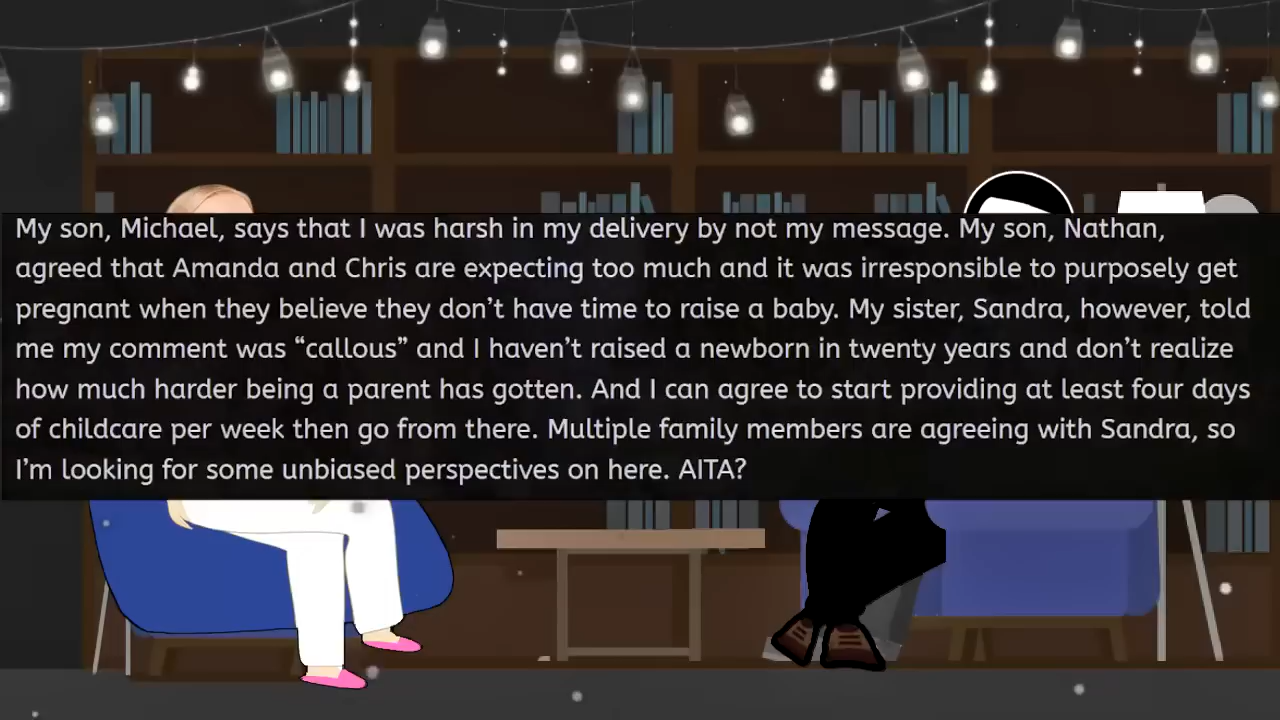 My son, Michael, says that I was harsh in my delivery by not my message. My son, Nathan,
agreed that Amanda and Chris are expecting too much and it was irresponsible to purposely get
pregnant when they believe they don’t have time to raise a baby. My sister, Sandra, however, told
me my comment was “callous” and I haven’t raised a newborn in twenty years and don’t realize
how much harder being a parent has gotten. And I can agree to start providing at least four days
of childcare per week then go from there. Multiple family members are agreeing with Sandra, so
I’m looking for some unbiased perspectives on here. AITA?